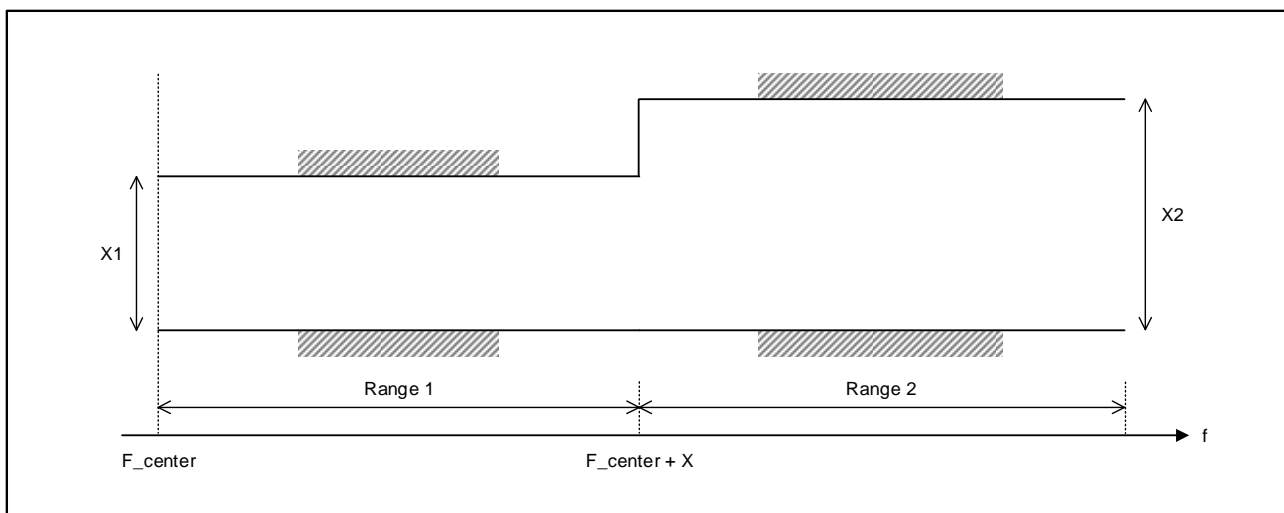 X1
X2
Range 1
Range 2
f
F_center
F_center + X